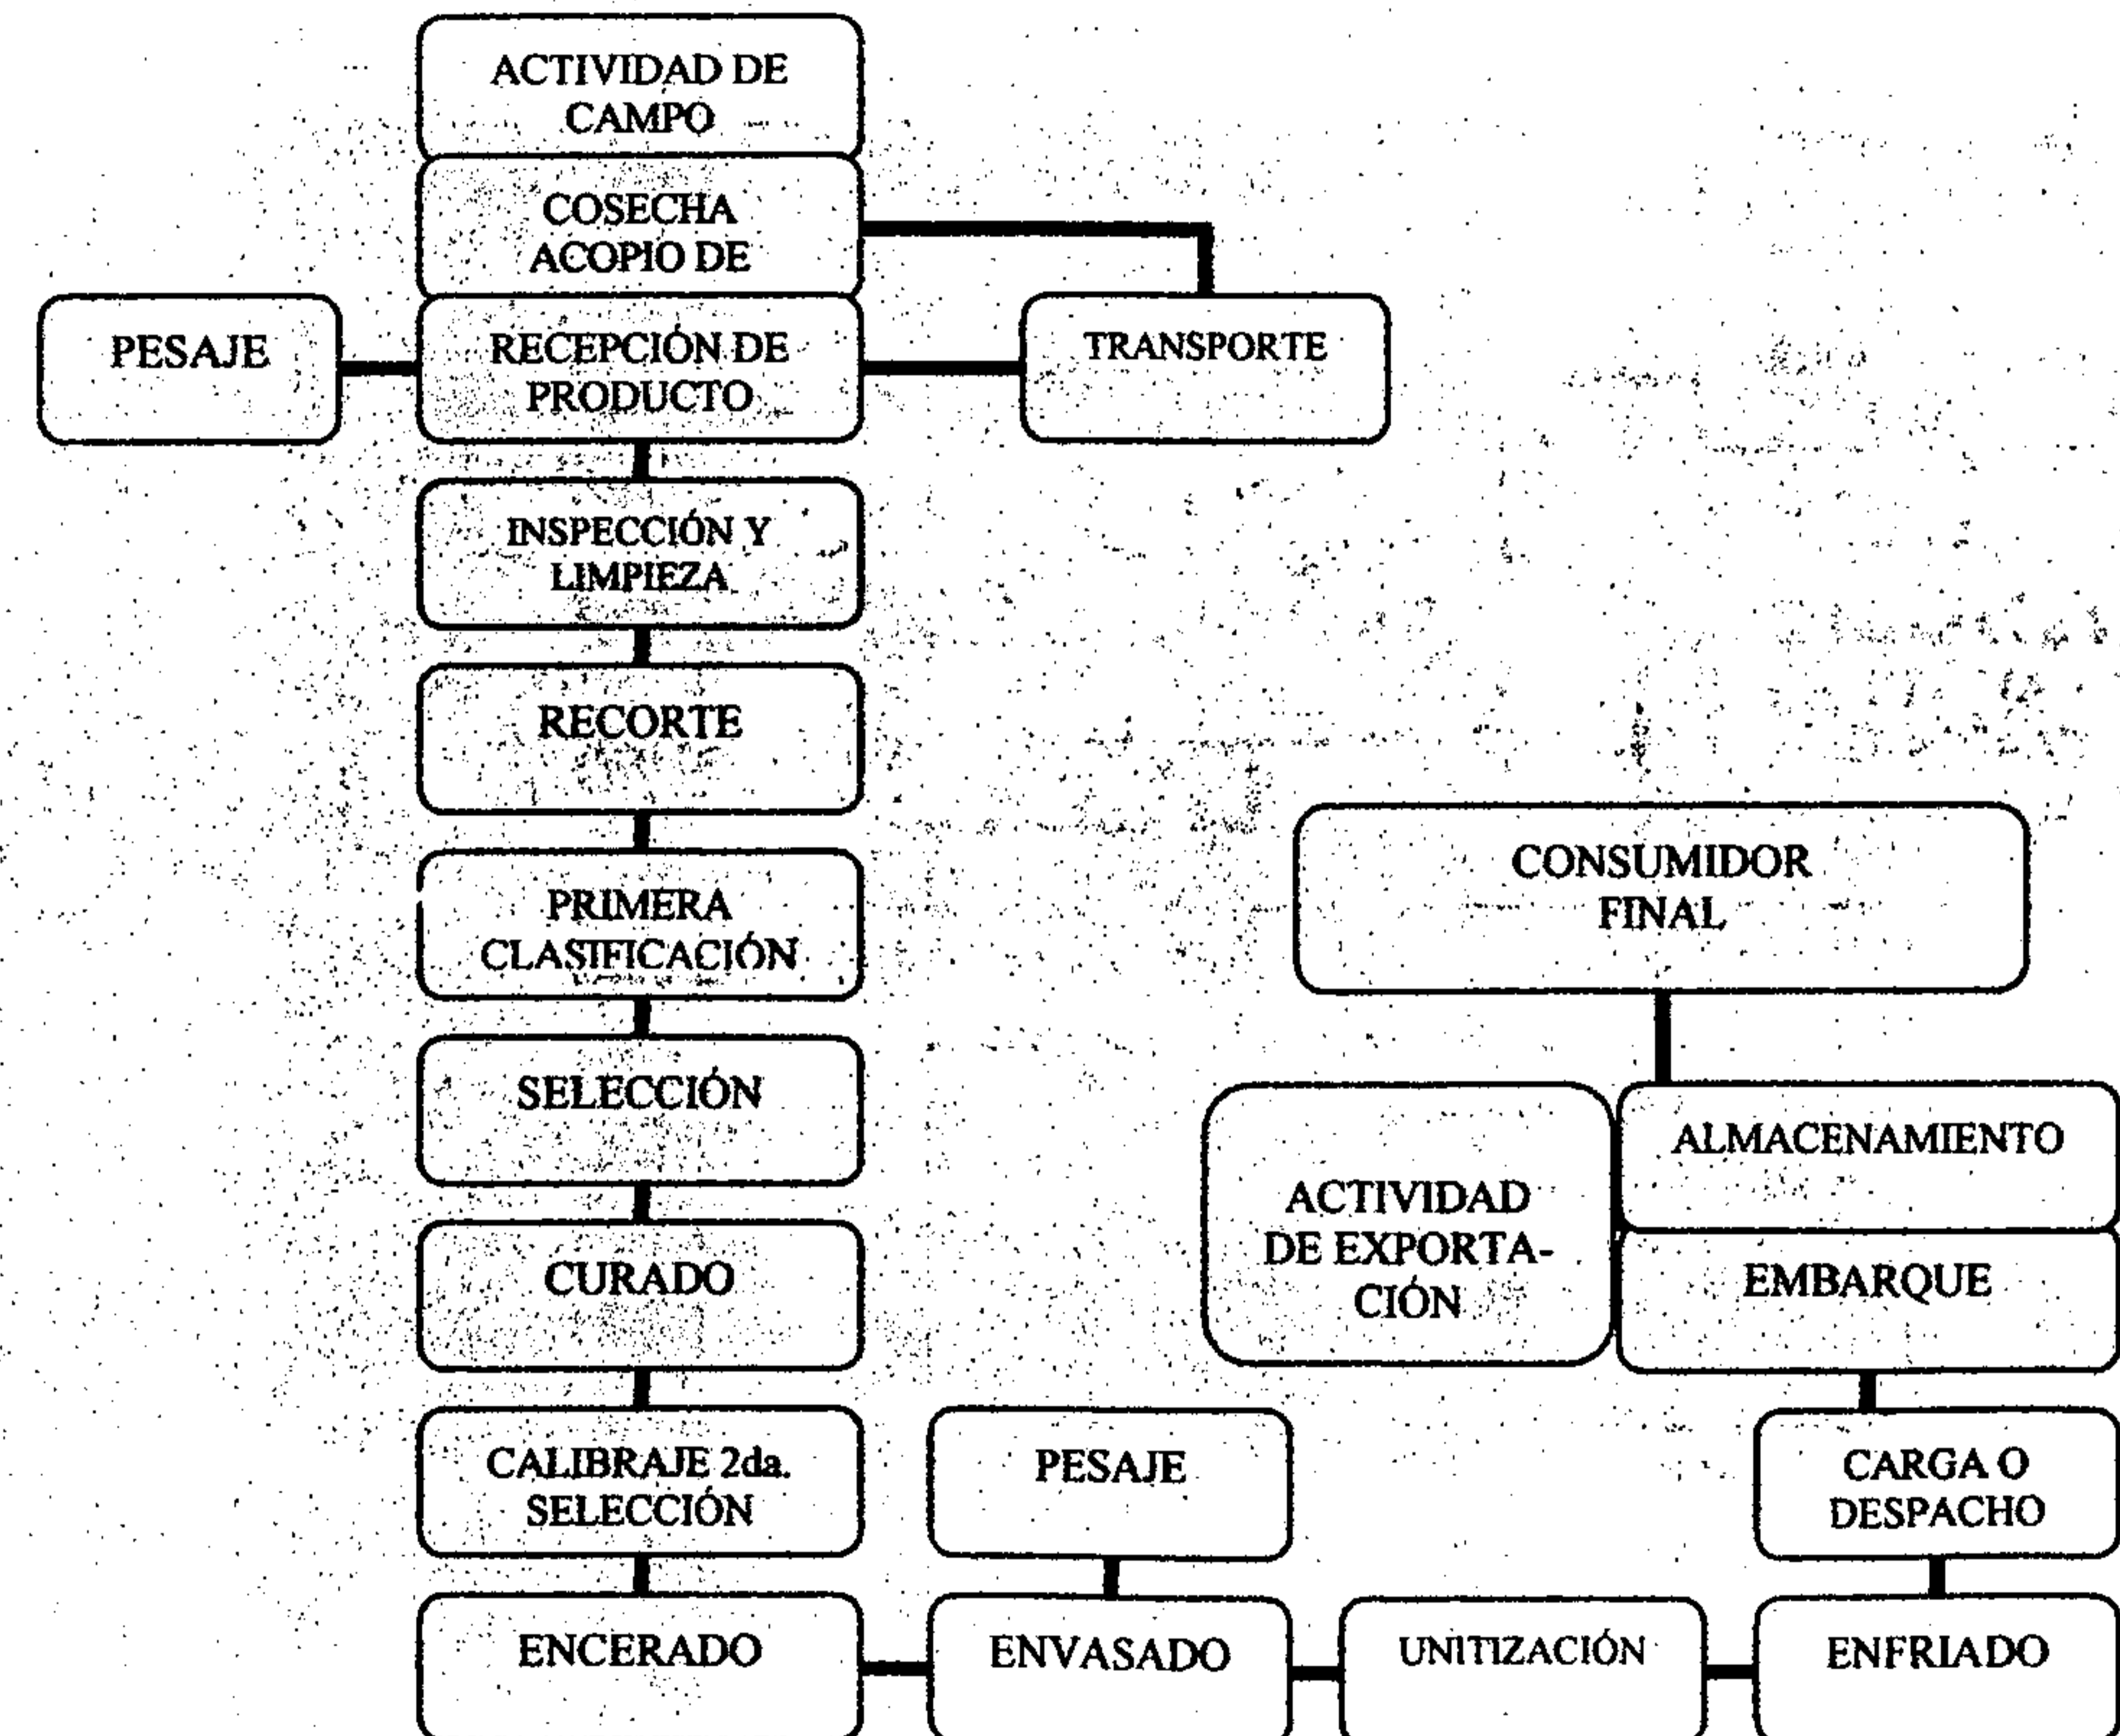 ACTIVIDAD DE
CAMPO
COSECHA
ACOPIO DE
PESAJE
RECEPCIÓN DE
PRODUCTO
TRANSPORTE
INSPECCIÓN Y
LIMPIEZA
RECORTE
PRIMERA
CLASIFICACIÓN
SELECCIÓN
CURADO
CALIBRAJE 2da.
SELECCIÓN
ENCERADO
PESAJE
ENVASADO
UNITIZACIÓN
ENFRIADO
CARGA O
DESPACHO
EMBARQUE
ALMACENAMIENTO
ACTIVIDAD
DE EXPORTA-
CIÓN
CONSUMIDOR
FINAL